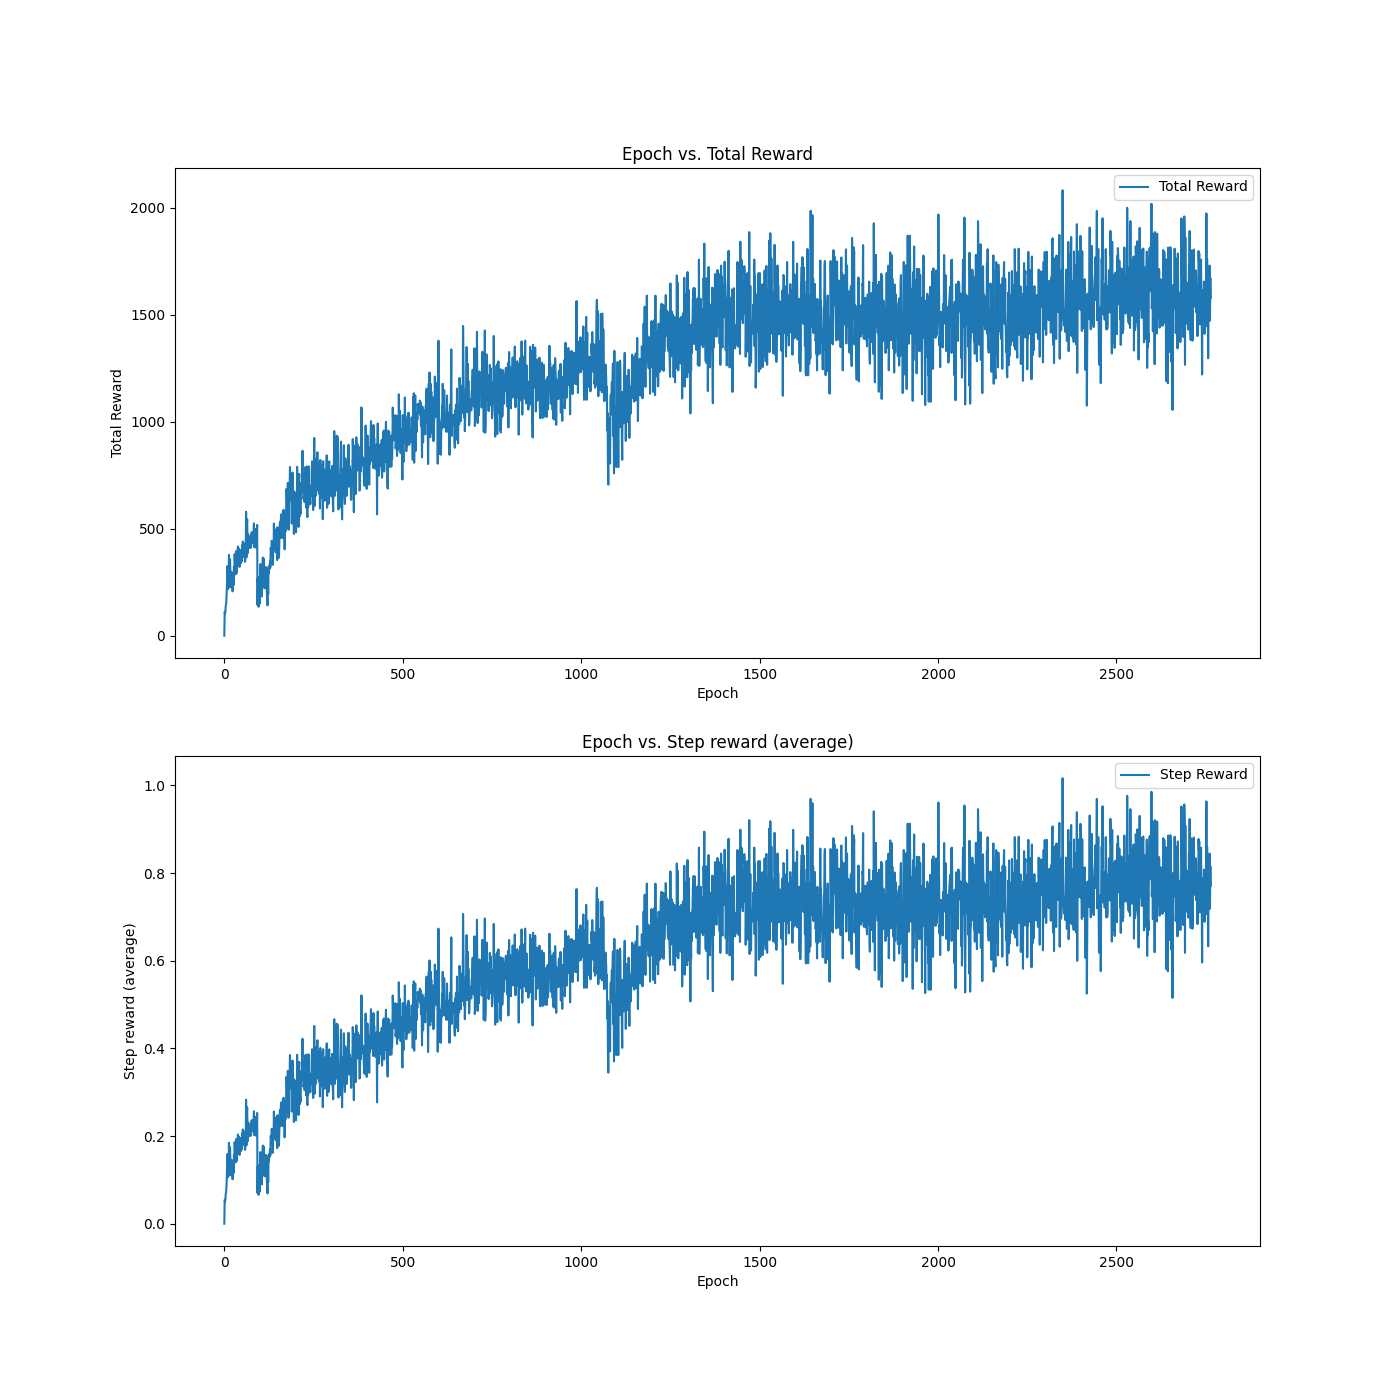 Epoch vs. Total Reward
Total Reward
2000
1500
1000
500
0
Total Reward
0 500 1000 1500 2000 2500
Epoch
Epoch vs. Step reward (average)
Step Reward
1.0
0.8
0.6
0.4
0.2
0.0
Step reward (average)
0 500 1000 1500 2000 2500
Epoch